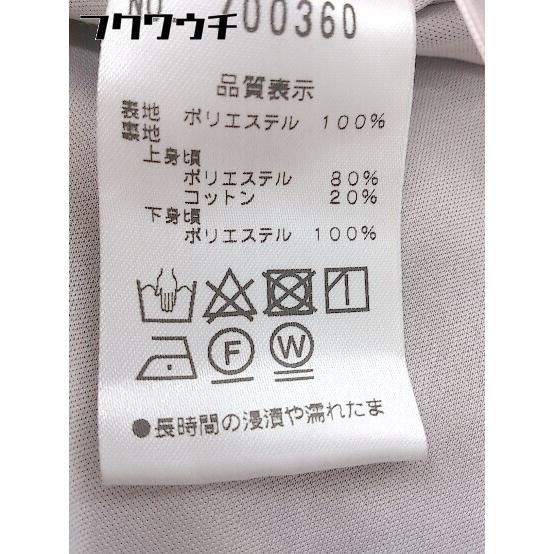 フクワウチ
No 700360
品質表示
表地 ポリエステル 100%
裏地
上身頃
ポリエステル 80%
コットン 20%
下身頃
ポリエステル 100%
F W
●長時間の浸漬や濡れたま